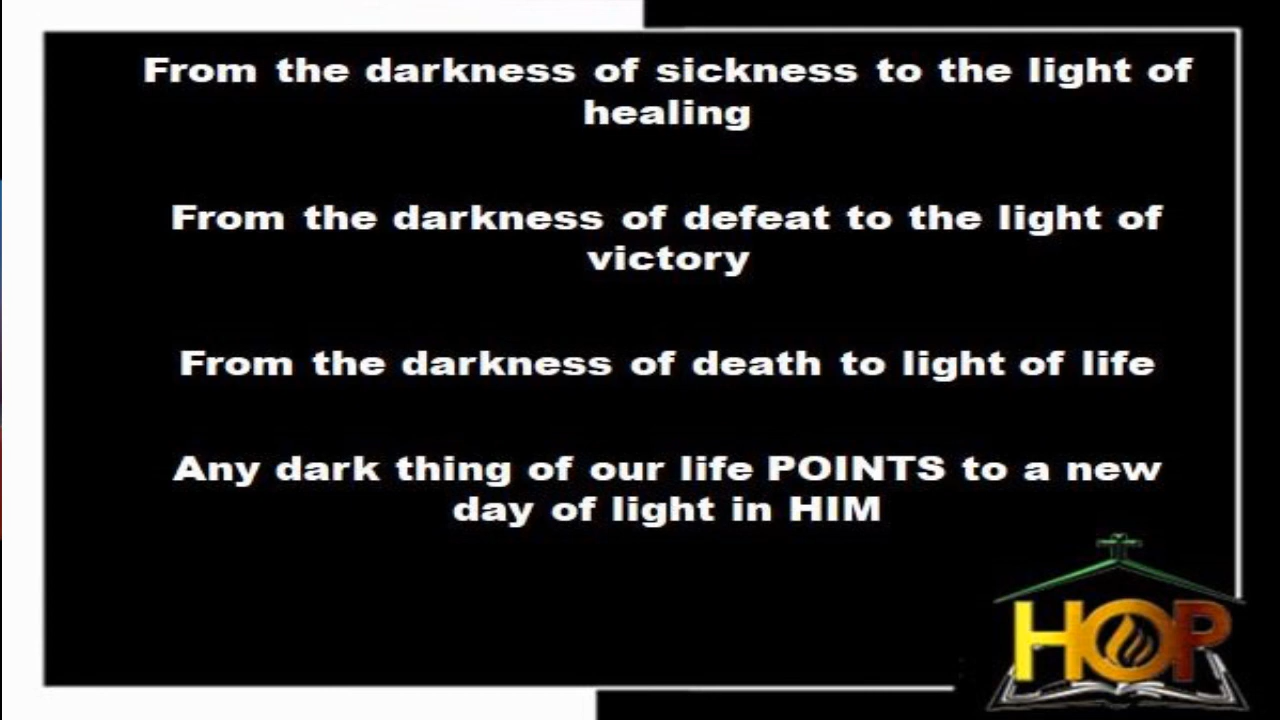 From the darkness of sickness to the light of
healing
From the darkness of defeat to the light of
victory
From the darkness of death to light of life
Any dark thing of our life POINTS to a new
day of light in HIM
HOP